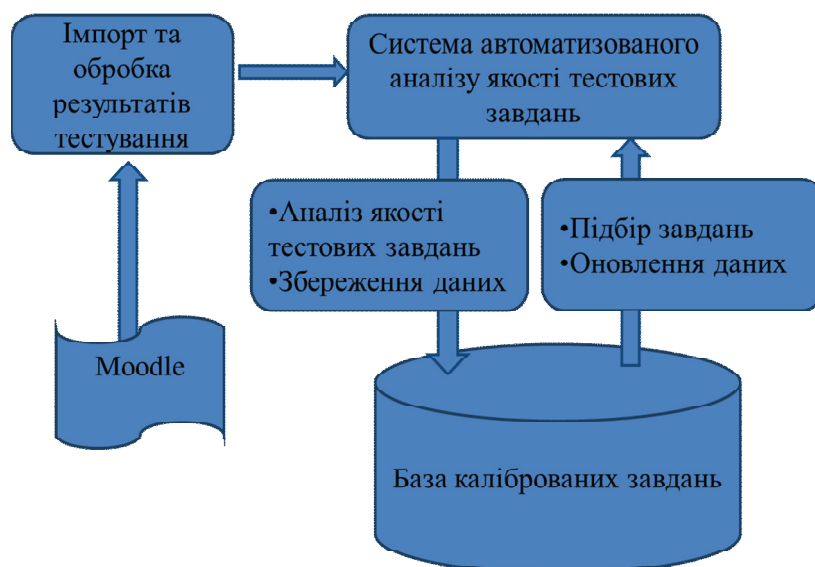 Імпорт та
обробка
результатів
тестування
Система автоматизованого
аналізу якості тестових
завдань
•Аналіз якості
тестових завдань
•Збереження даних
•Підбір завдань
•Оновлення даних
Moodle
База каліброваних завдань